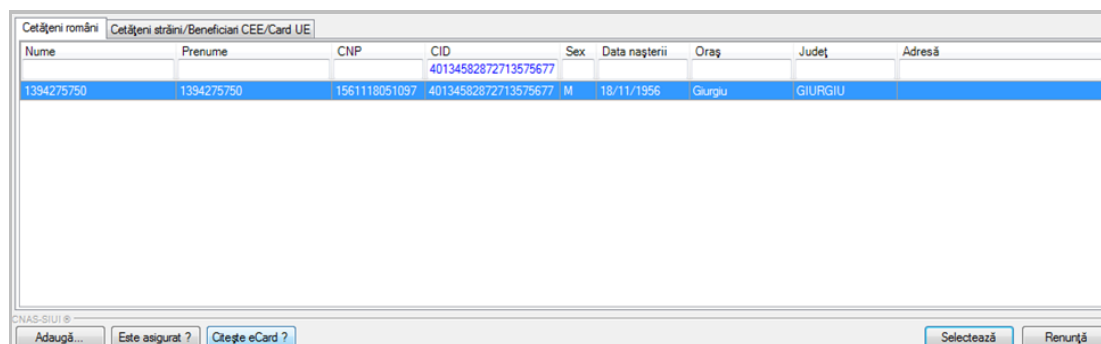 Cetăţeni români Cetăţeni străini/Beneficiari CEE/Card UE
Nume Prenume CNP CID Sex Data naşterii Oraş Judeţ Adresă
40134582872713575677
1394275750 1394275750 1561118051097 40134582872713575677 M 18/11/1956 Giurgiu GIURGIU
CNAS-SIUI ®
Adaugă... Este asigurat ? Citeşte eCard ? Selectează Renunţă